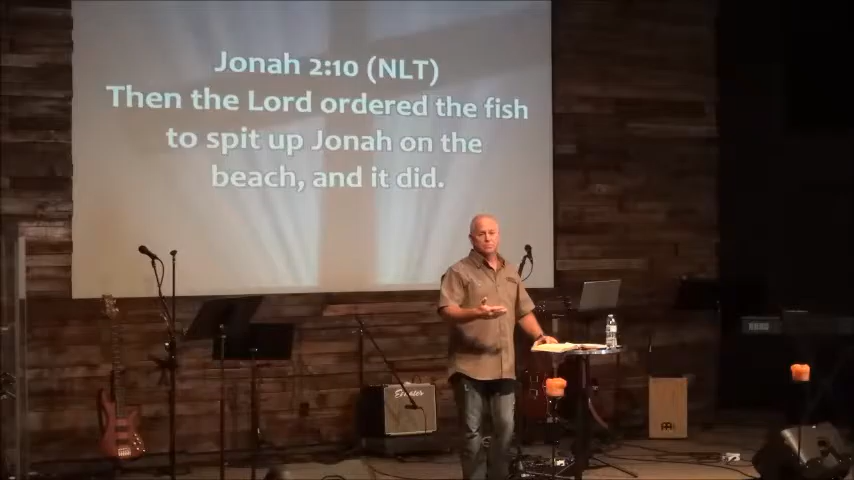 Jonah 2:10 (NLT)
Then the Lord ordered the fish
to spit up Jonah on the
beach, and it did.